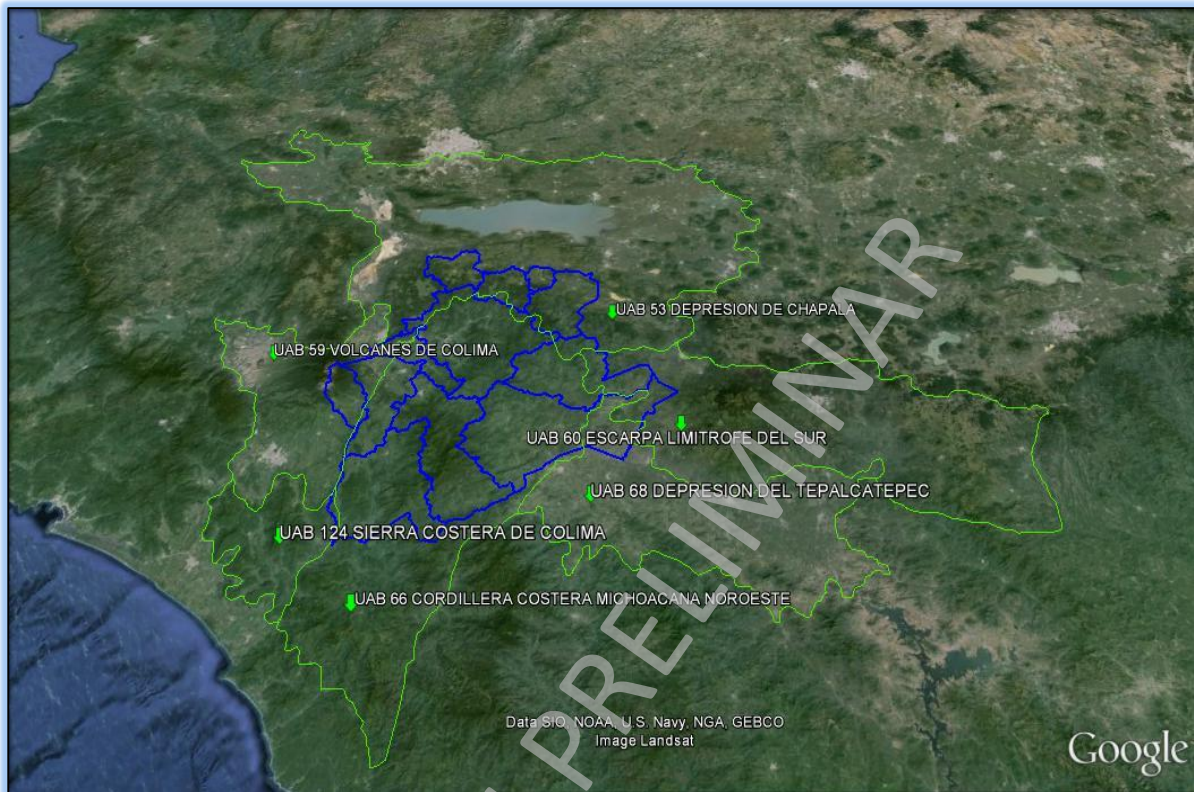 UAB 53 DEPRESION DE CHAPALA
UAB 59 VOLCANES DE COLIMA
UAB 60 ESCARPA LIMITROFE DEL SUR
UAB 68 DEPRESION DEL TEPALCATEPEC
UAB 124 SIERRA COSTERA DE COLIMA
UAB 66 CORDILLERA COSTERA MICHOACANA NOROESTE
PRELIMINAR
Data SIO, NOAA, U.S. Navy, NGA, GEBCO
Image Landsat
Google